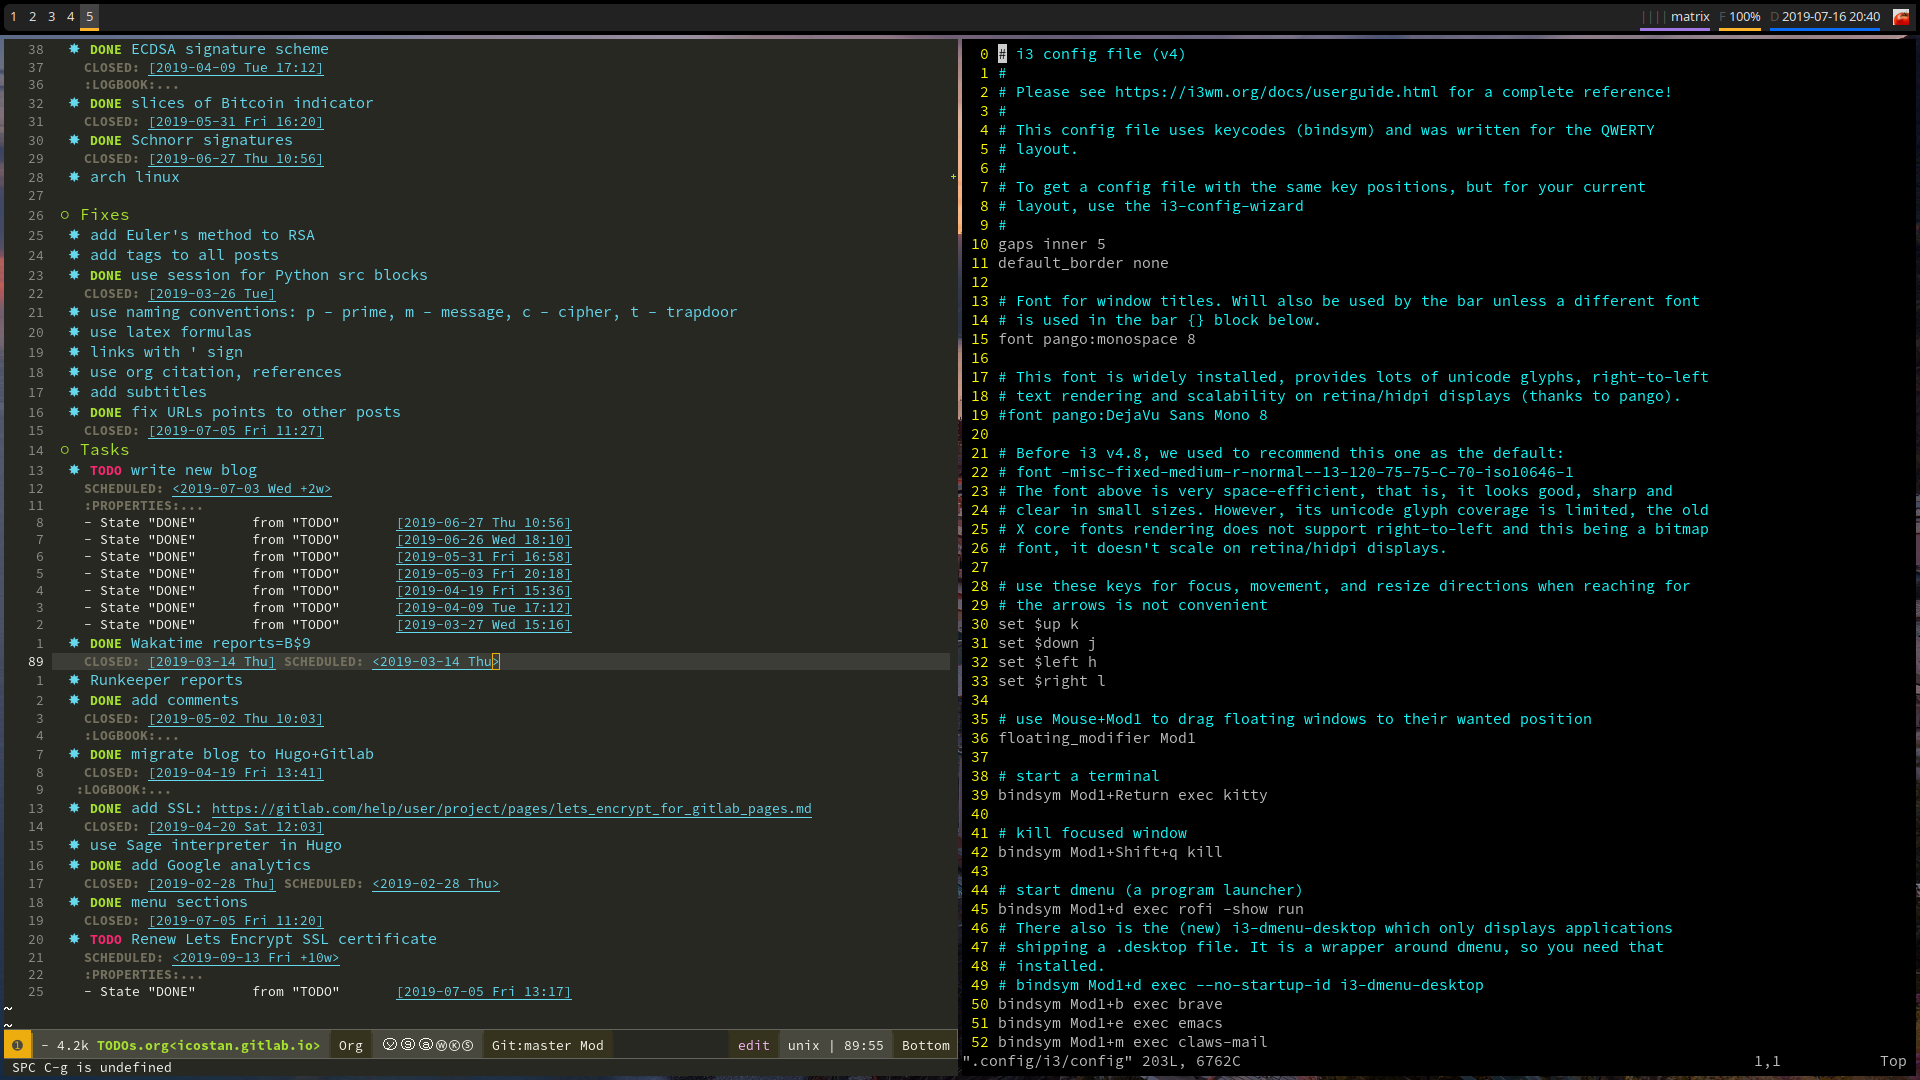 1 2 3 4 5
matrix F 100% D 2019-07-16 20:40
38 DONE ECDSA signature scheme
37 CLOSED: [2019-04-09 Tue 17:12]
36 :LOGBOOK:...
32 DONE slices of Bitcoin indicator
31 CLOSED: [2019-05-31 Fri 16:20]
30 DONE Schnorr signatures
29 CLOSED: [2019-06-27 Thu 10:56]
28 arch linux
27
26 Fixes
25 add Euler's method to RSA
24 add tags to all posts
23 DONE use session for Python src blocks
22 CLOSED: [2019-03-26 Tue]
21 use naming conventions: p - prime, m - message, c - cipher, t - trapdoor
20 use latex formulas
19 links with ' sign
18 use org citation, references
17 add subtitles
16 DONE fix URLs points to other posts
15 CLOSED: [2019-07-05 Fri 11:27]
14 Tasks
13 TODO write new blog
12 SCHEDULED: <2019-07-03 Wed +2w>
11 :PROPERTIES:...
8 - State "DONE" from "TODO" [2019-06-27 Thu 10:56]
7 - State "DONE" from "TODO" [2019-06-26 Wed 18:10]
6 - State "DONE" from "TODO" [2019-05-31 Fri 16:58]
5 - State "DONE" from "TODO" [2019-05-03 Fri 20:18]
4 - State "DONE" from "TODO" [2019-04-19 Fri 15:36]
3 - State "DONE" from "TODO" [2019-04-09 Tue 17:12]
2 - State "DONE" from "TODO" [2019-03-27 Wed 15:16]
1 DONE Wakatime reports=B$9
89 CLOSED: [2019-03-14 Thu] SCHEDULED: <2019-03-14 Thu>
1 Runkeeper reports
2 DONE add comments
3 CLOSED: [2019-05-02 Thu 10:03]
4 :LOGBOOK:...
7 DONE migrate blog to Hugo+Gitlab
8 CLOSED: [2019-04-19 Fri 13:41]
9 :LOGBOOK:...
13 DONE add SSL: https://gitlab.com/help/user/project/pages/lets_encrypt_for_gitlab_pages.md
14 CLOSED: [2019-04-20 Sat 12:03]
15 use Sage interpreter in Hugo
16 DONE add Google analytics
17 CLOSED: [2019-02-28 Thu] SCHEDULED: <2019-02-28 Thu>
18 DONE menu sections
19 CLOSED: [2019-07-05 Fri 11:20]
20 TODO Renew Lets Encrypt SSL certificate
21 SCHEDULED: <2019-09-13 Fri +10w>
22 :PROPERTIES:...
25 - State "DONE" from "TODO" [2019-07-05 Fri 13:17]
~
~
1 - 4.2k TODOs.org<icostan.gitlab.io> Org ⓨⓖⓐⓦⓚⓢ Git:master Mod edit unix | 89:55 Bottom
SPC C-g is undefined
0 # i3 config file (v4)
1 #
2 # Please see https://i3wm.org/docs/userguide.html for a complete reference!
3 #
4 # This config file uses keycodes (bindsym) and was written for the QWERTY
5 # layout.
6 #
7 # To get a config file with the same key positions, but for your current
8 # layout, use the i3-config-wizard
9 #
10 gaps inner 5
11 default_border none
12
13 # Font for window titles. Will also be used by the bar unless a different font
14 # is used in the bar {} block below.
15 font pango:monospace 8
16
17 # This font is widely installed, provides lots of unicode glyphs, right-to-left
18 # text rendering and scalability on retina/hidpi displays (thanks to pango).
19 #font pango:DejaVu Sans Mono 8
20
21 # Before i3 v4.8, we used to recommend this one as the default:
22 # font -misc-fixed-medium-r-normal--13-120-75-75-C-70-iso10646-1
23 # The font above is very space-efficient, that is, it looks good, sharp and
24 # clear in small sizes. However, its unicode glyph coverage is limited, the old
25 # X core fonts rendering does not support right-to-left and this being a bitmap
26 # font, it doesn't scale on retina/hidpi displays.
27
28 # use these keys for focus, movement, and resize directions when reaching for
29 # the arrows is not convenient
30 set $up k
31 set $down j
32 set $left h
33 set $right l
34
35 # use Mouse+Mod1 to drag floating windows to their wanted position
36 floating_modifier Mod1
37
38 # start a terminal
39 bindsym Mod1+Return exec kitty
40
41 # kill focused window
42 bindsym Mod1+Shift+q kill
43
44 # start dmenu (a program launcher)
45 bindsym Mod1+d exec rofi -show run
46 # There also is the (new) i3-dmenu-desktop which only displays applications
47 # shipping a .desktop file. It is a wrapper around dmenu, so you need that
48 # installed.
49 # bindsym Mod1+d exec --no-startup-id i3-dmenu-desktop
50 bindsym Mod1+b exec brave
51 bindsym Mod1+e exec emacs
52 bindsym Mod1+m exec claws-mail
".config/i3/config" 203L, 6762C 1,1 Top